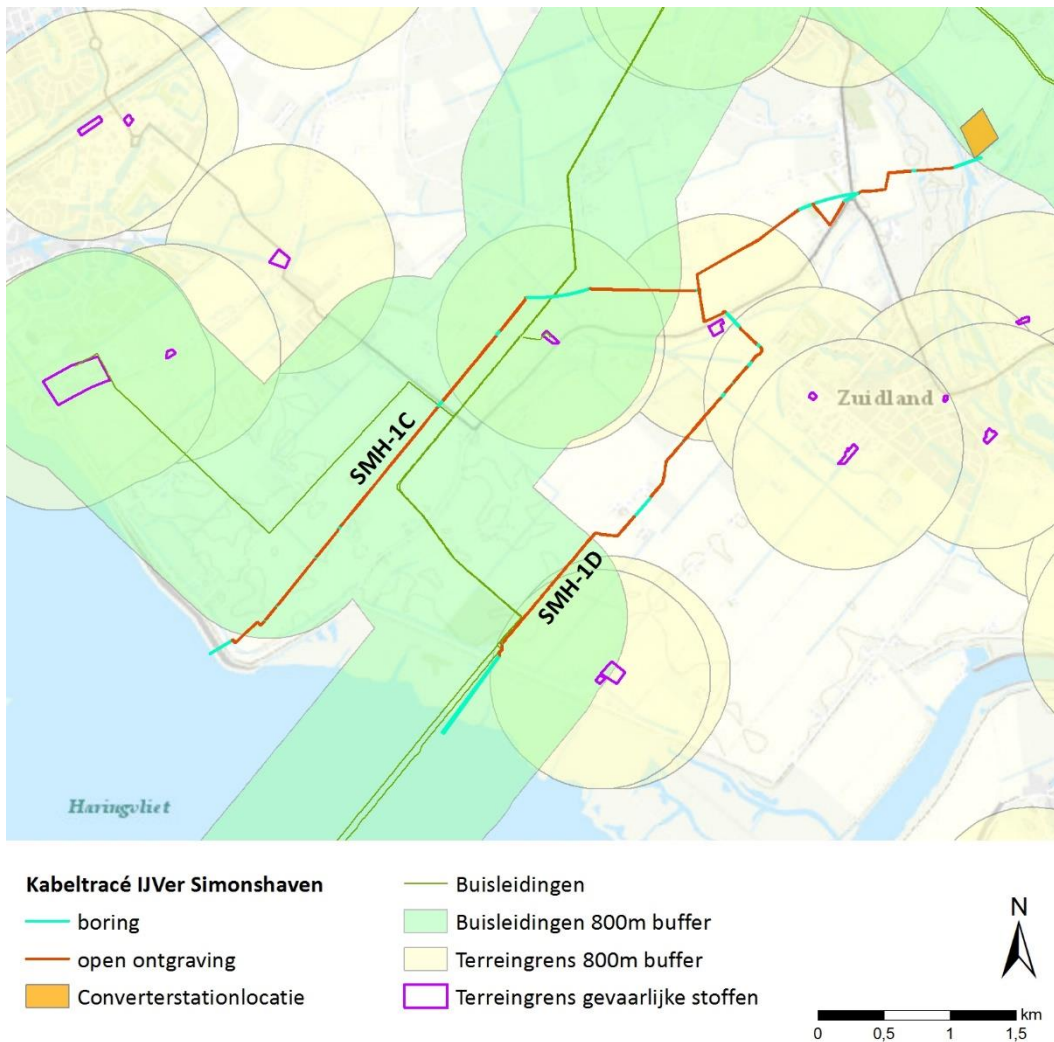 Zuidland
SMH-1C
SMH-1D
Haringvliet
Kabeltracé IJVer Simonshaven
boring
open ontgraving
Converterstationlocatie
Buisleidingen
Buisleidingen 800m buffer
Terreingrens 800m buffer
Terreingrens gevaarlijke stoffen
N
km
0 0,5 1 1,5